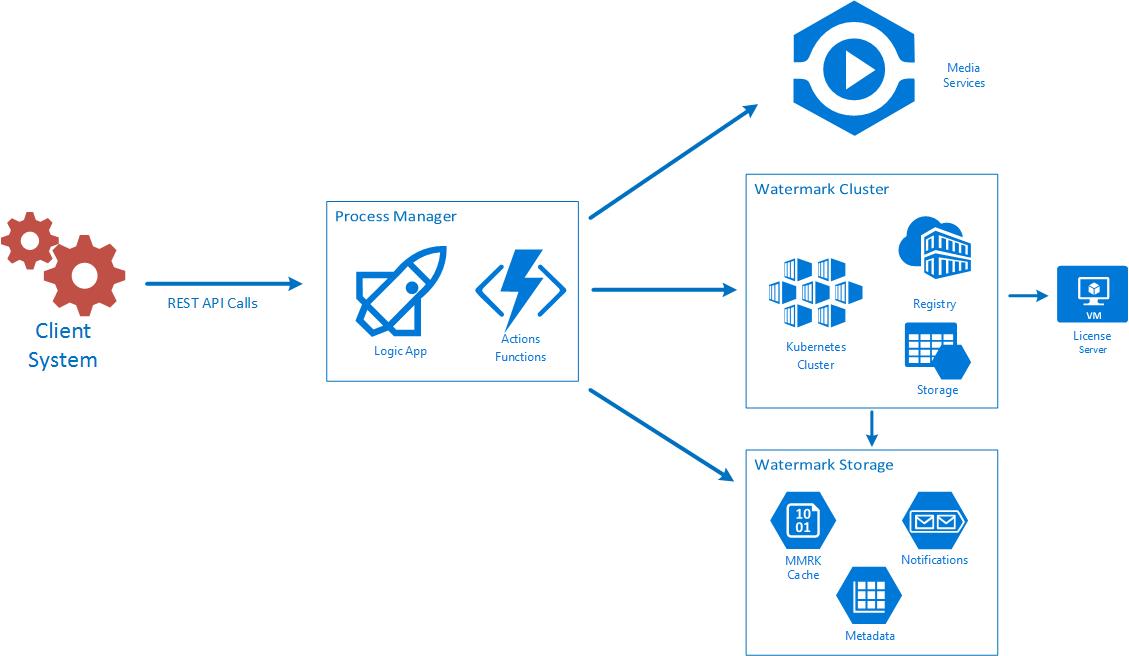 Media
Services
Watermark Cluster
Process Manager
Registry
REST API Calls
Client
System
Logic App
Actions
Functions
Kubernetes
Cluster
Storage
VM
License
Server
Watermark Storage
10
01
MMRK
Cache
Notifications
Metadata